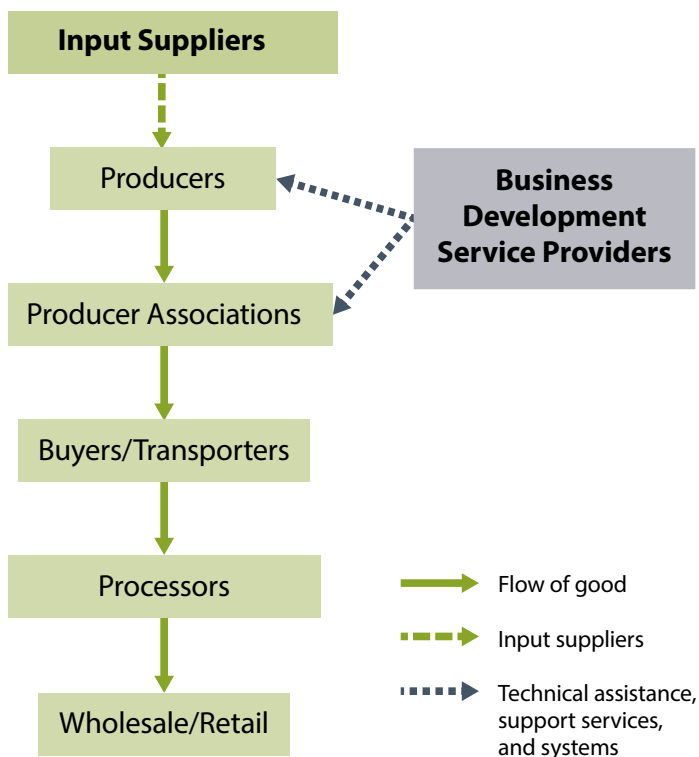 Input Suppliers
Producers
Business
Development
Service Providers
Producer Associations
Buyers/Transporters
Processors
Wholesale/Retail
Flow of good
Input suppliers
Technical assistance,
support services,
and systems